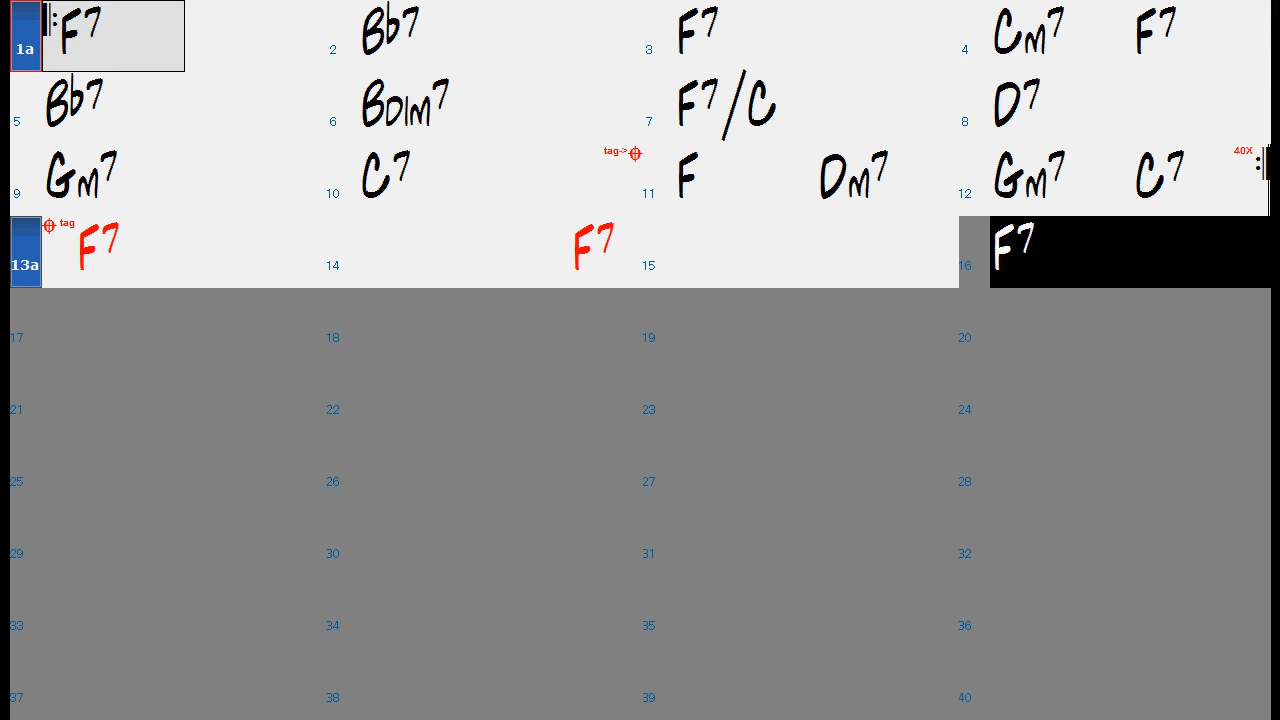 1a 𝄆 F7 2 Bb7 3 F7 4 Cm7 F7
5 Bb7 6 BDIM7 7 F7/C 8 D7
9 Gm7 10 C7 tag-> 11 F Dm7 12 Gm7 C7 40X
13a tag F7 14 F7 15 16 F7
17 18 19 20
21 22 23 24
25 26 27 28
29 30 31 32
33 34 35 36
37 38 39 40